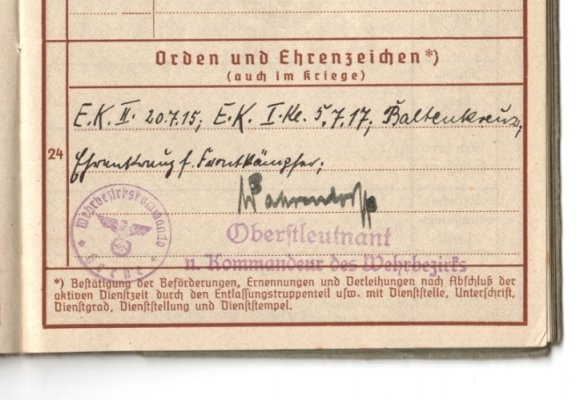 Orden und Ehrenzeichen*)
(auch im Kriege)
E.K. II. 20.7.15; E.K. I. Kl. 5.7.17; Baltenkreuz,
24
Ehrenkreuz f. Frontkämpfer;
Oberstleutnant
u. Kommandeur des Wehrbezirks
Wehrbezirkskommando
*) Bestätigung der Beförderungen, Ernennungen und Verleihungen nach Abschluß der
aktiven Dienstzeit durch den Entlassungstruppenteil usw. mit Dienststelle, Unterschrift,
Dienstgrad, Dienststellung und Dienststempel.